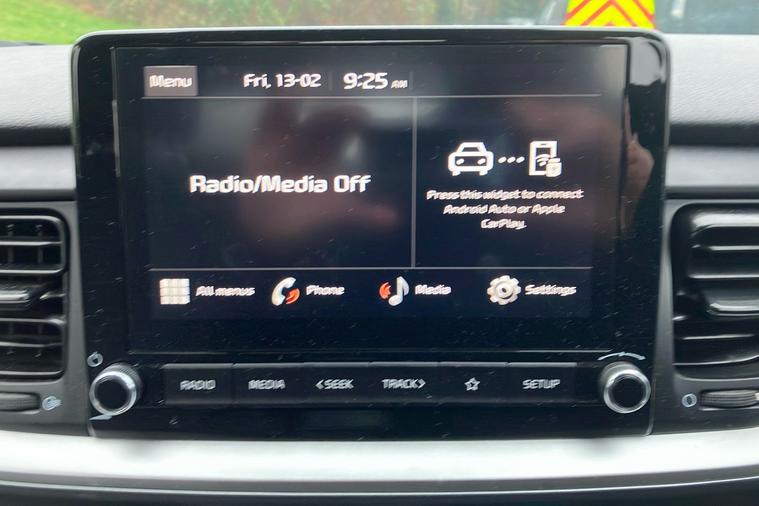 Menu
Fri, 13-02
9:25 AM
Radio/Media Off
Press this widget to connect
Android Auto or Apple
CarPlay.
All menus
Phone
Media
Settings
RADIO
MEDIA
<SEEK
TRACK>
☆
SETUP